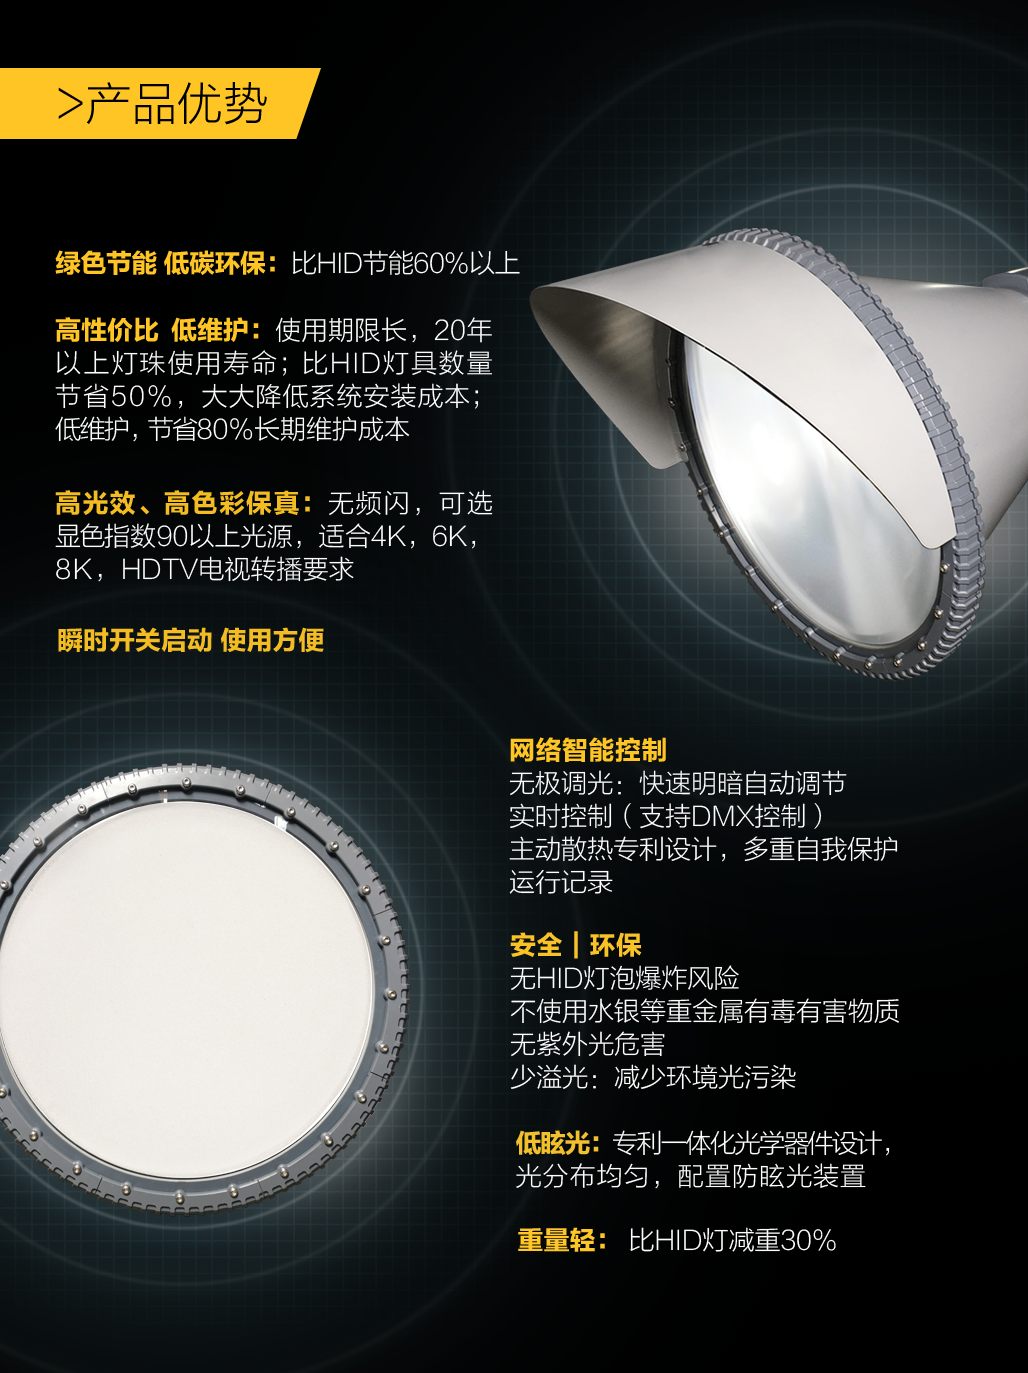 >产品优势
绿色节能 低碳环保：比HID节能60%以上
高性价比 低维护：使用期限长，20年
以上灯珠使用寿命；比HID灯具数量
节省50%，大大降低系统安装成本；
低维护，节省80%长期维护成本
高光效、高色彩保真：无频闪，可选
显色指数90以上光源，适合4K，6K，
8K，HDTV电视转播要求
瞬时开关启动 使用方便
网络智能控制
无极调光：快速明暗自动调节
实时控制（支持DMX控制）
主动散热专利设计，多重自我保护
运行记录
安全｜环保
无HID灯泡爆炸风险
不使用水银等重金属有毒有害物质
无紫外光危害
少溢光：减少环境光污染
低眩光：专利一体化光学器件设计，
光分布均匀，配置防眩光装置
重量轻： 比HID灯减重30%